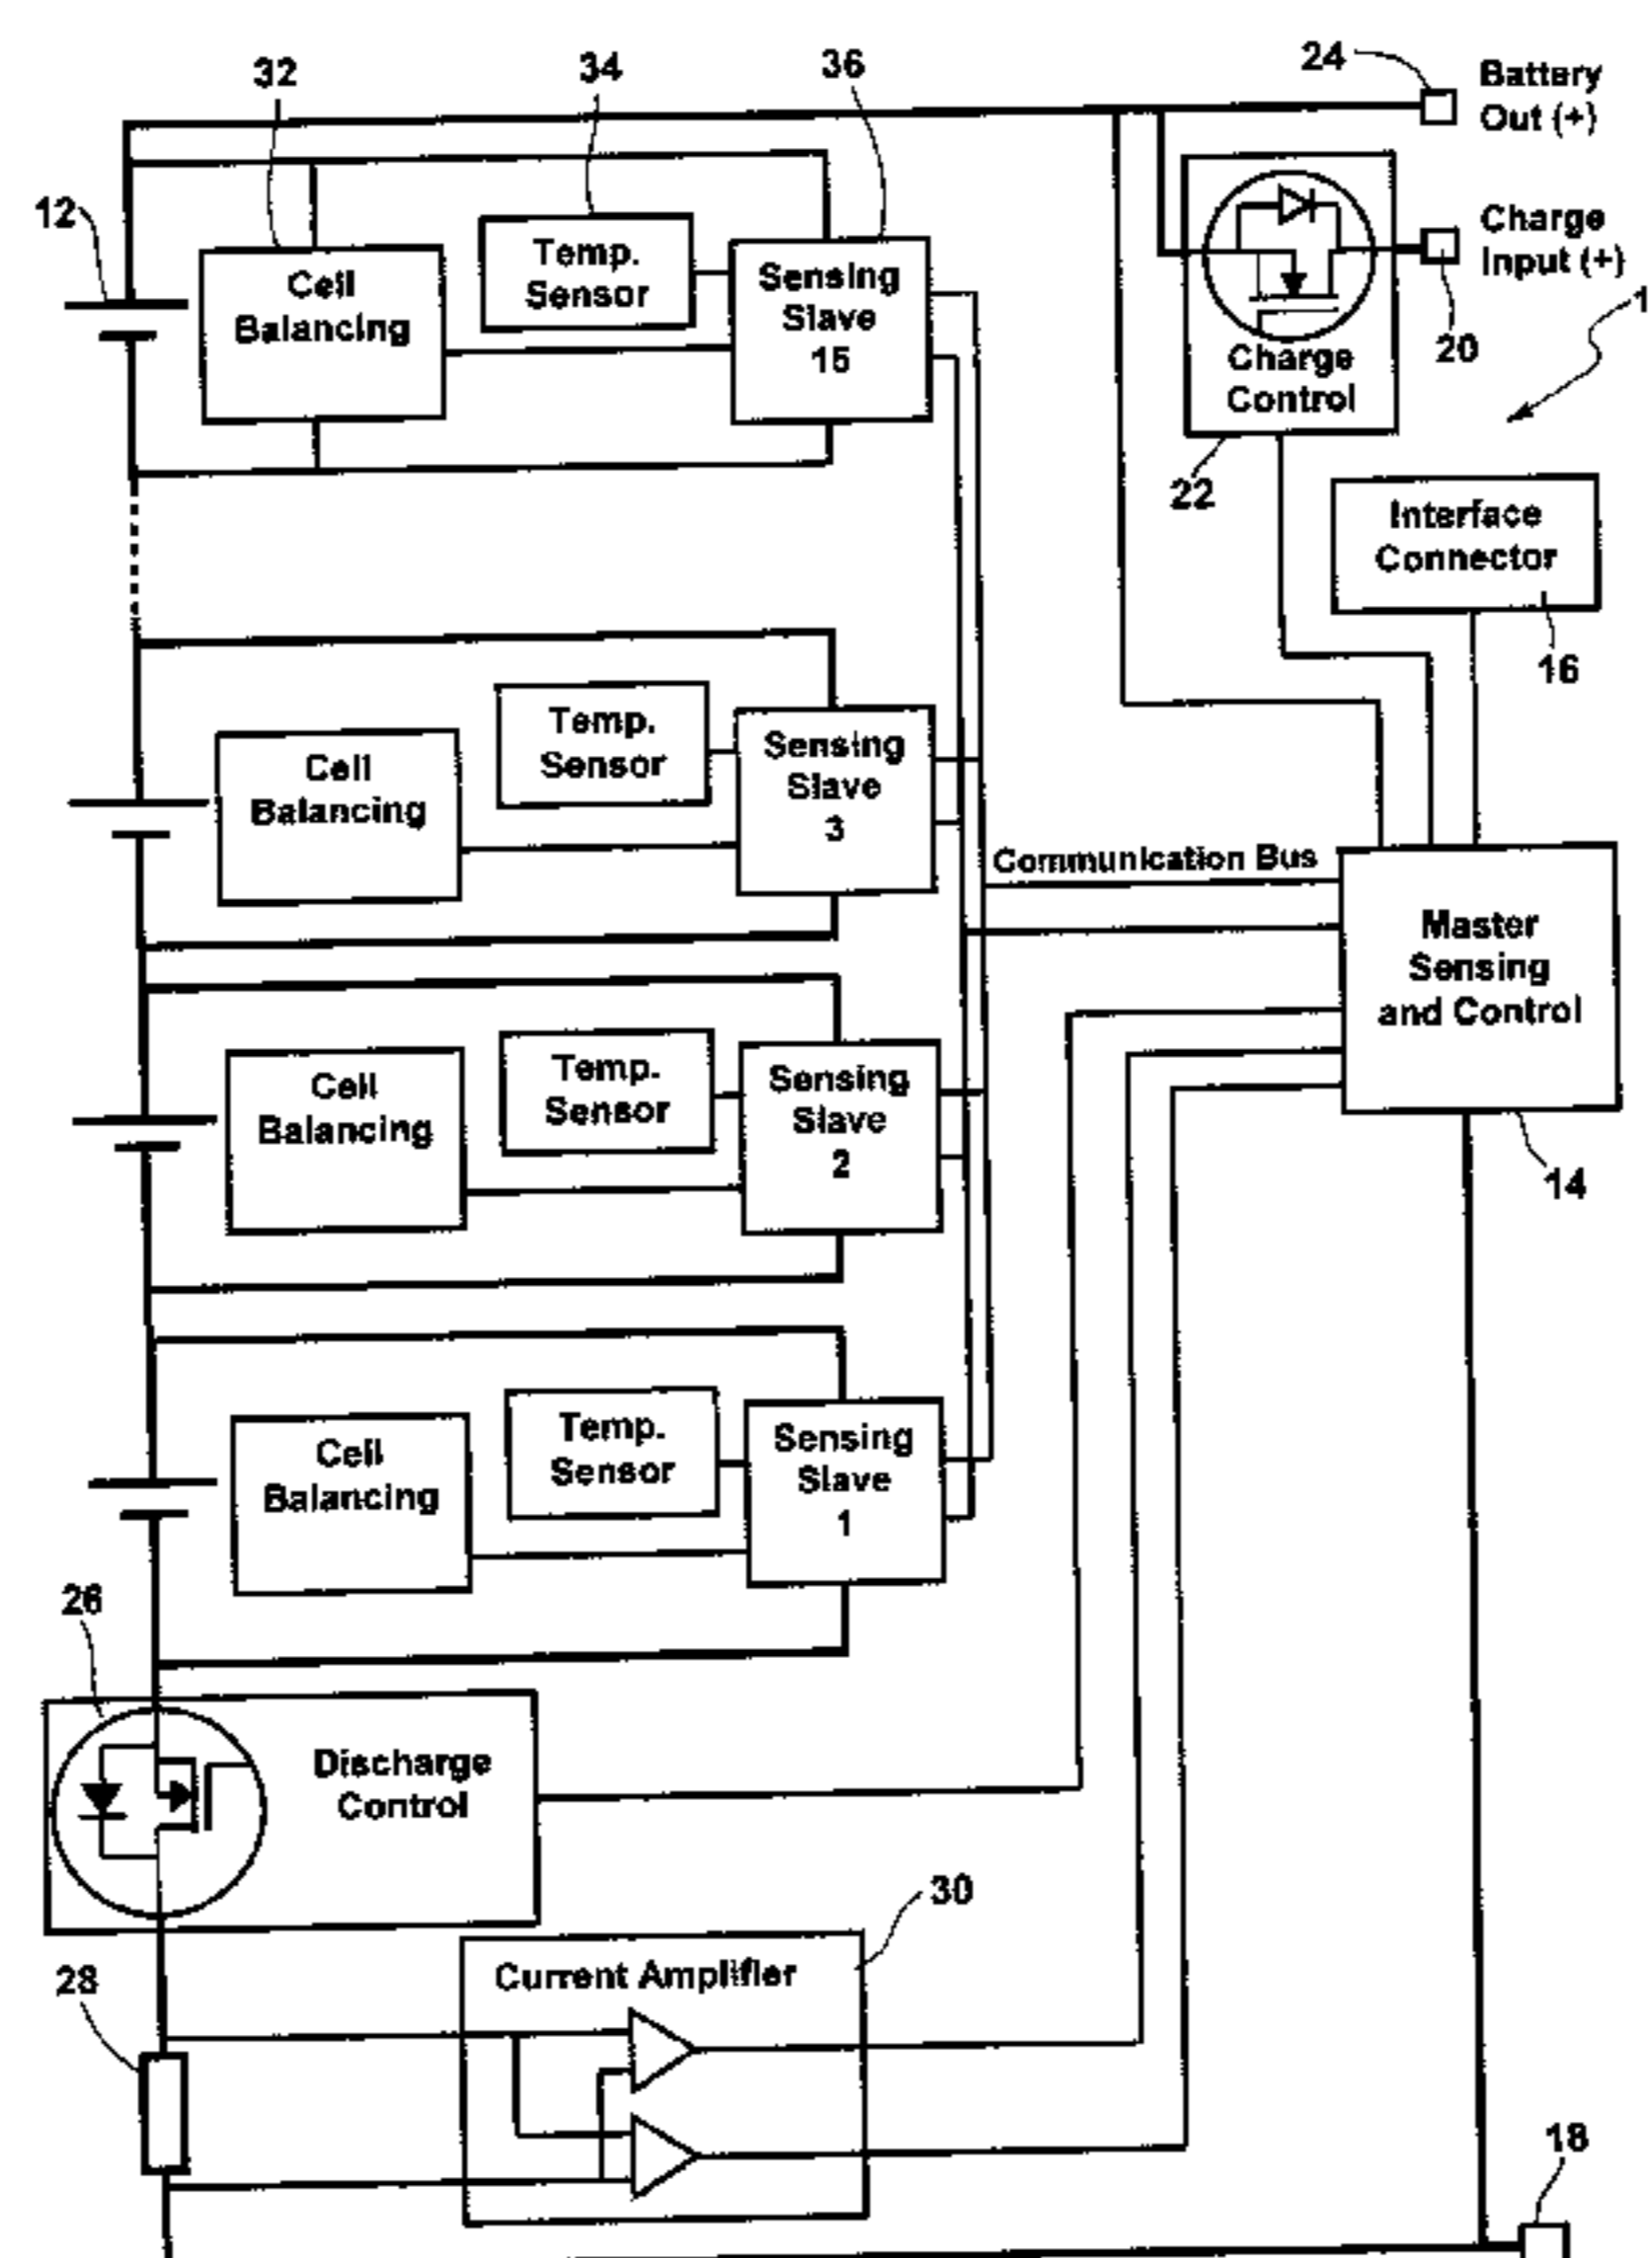 32
34
36
24
Battery
Out (+)
12
Cell
Balancing
Temp.
Sensor
Sensing
Slave
15
Charge
Input (+)
20
1
Charge
Control
22
Interface
Connector
16
Cell
Balancing
Temp.
Sensor
Sensing
Slave
3
Communication Bus
Master
Sensing
and Control
14
Cell
Balancing
Temp.
Sensor
Sensing
Slave
2
Cell
Balancing
Temp.
Sensor
Sensing
Slave
1
26
Discharge
Control
30
28
Current Amplifier
18